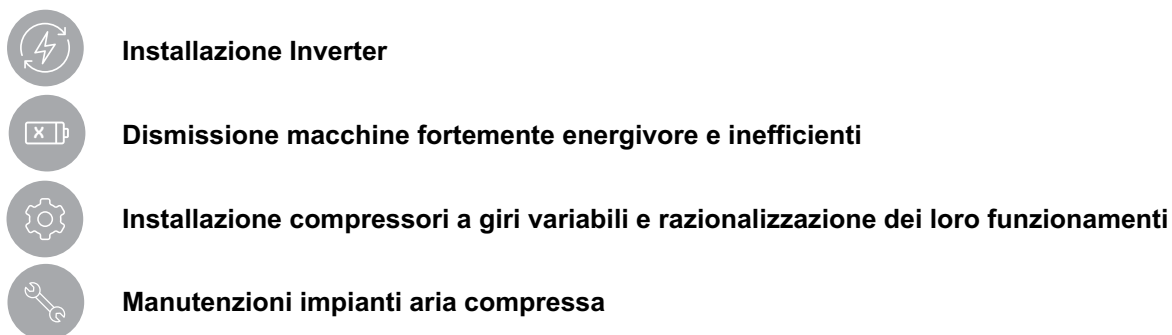 Installazione Inverter
Dismissione macchine fortemente energivore e inefficienti
Installazione compressori a giri variabili e razionalizzazione dei loro funzionamenti
Manutenzioni impianti aria compressa